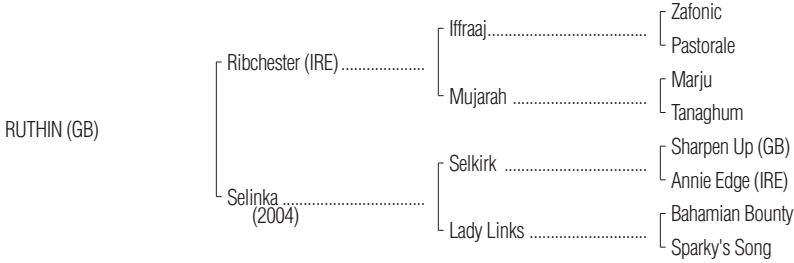 Zafonic
Iffraaj..................................
Pastorale
Ribchester (IRE) ...................
Marju
Mujarah ..................................
Tanaghum
RUTHIN (GB)
Sharpen Up (GB)
Selkirk ....................................
Annie Edge (IRE)
Selinka ....................................
(2004)
Bahamian Bounty
Lady Links ..............................
Sparky's Song